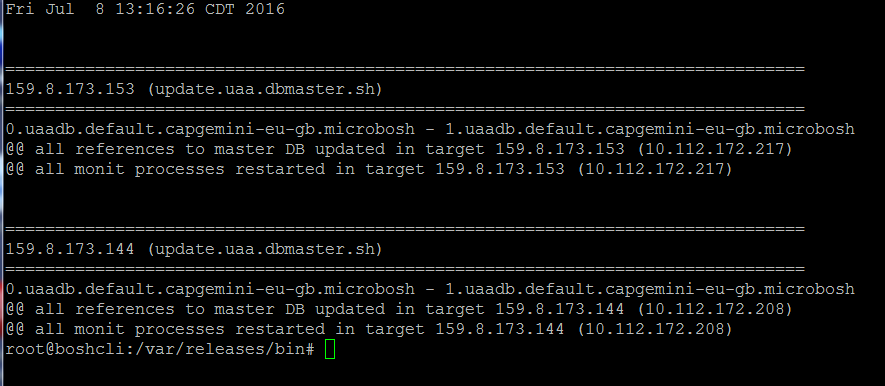 Fri Jul  8 13:16:26 CDT 2016
================================================================================
159.8.173.153 (update.uaa.dbmaster.sh)
================================================================================
0.uaadb.default.capgemini-eu-gb.microbosh - 1.uaadb.default.capgemini-eu-gb.microbosh
@@ all references to master DB updated in target 159.8.173.153 (10.112.172.217)
@@ all monit processes restarted in target 159.8.173.153 (10.112.172.217)
================================================================================
159.8.173.144 (update.uaa.dbmaster.sh)
================================================================================
0.uaadb.default.capgemini-eu-gb.microbosh - 1.uaadb.default.capgemini-eu-gb.microbosh
@@ all references to master DB updated in target 159.8.173.144 (10.112.172.208)
@@ all monit processes restarted in target 159.8.173.144 (10.112.172.208)
root@boshcli:/var/releases/bin#